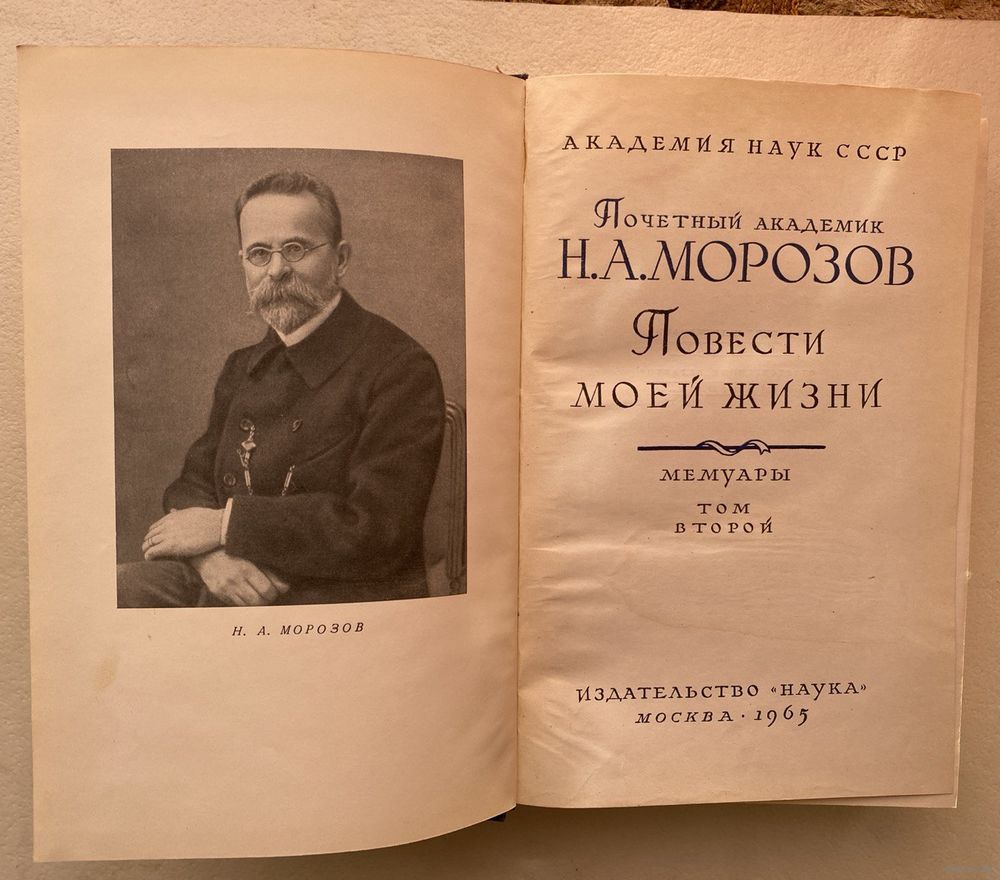 Н. А. МОРОЗОВ
АКАДЕМИЯ НАУК СССР
ПОЧЕТНЫЙ АКАДЕМИК
Н.А.МОРОЗОВ
ПОВЕСТИ
МОЕЙ ЖИЗНИ
МЕМУАРЫ
ТОМ
ВТОРОЙ
ИЗДАТЕЛЬСТВО «НАУКА»
МОСКВА · 1965